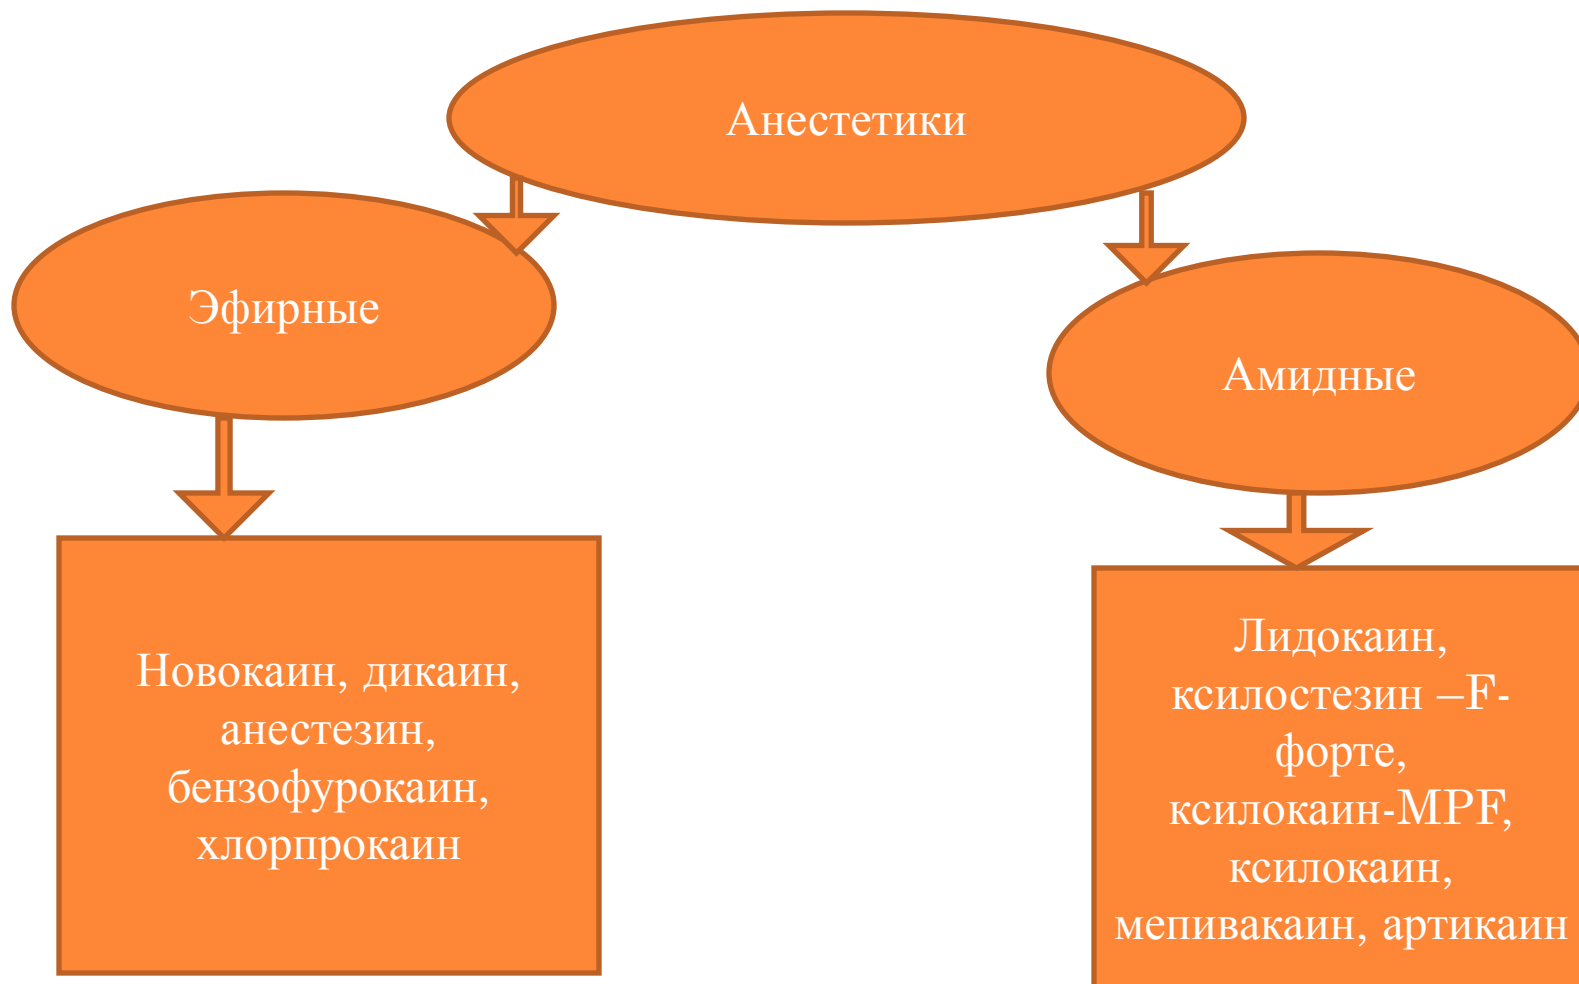 Анестетики
Эфирные
Амидные
Новокаин, дикаин,
анестезин,
бензофурокаин,
хлорпрокаин
Лидокаин,
ксилостезин –F-
форте,
ксилокаин-MPF,
ксилокаин,
мепивакаин, артикаин